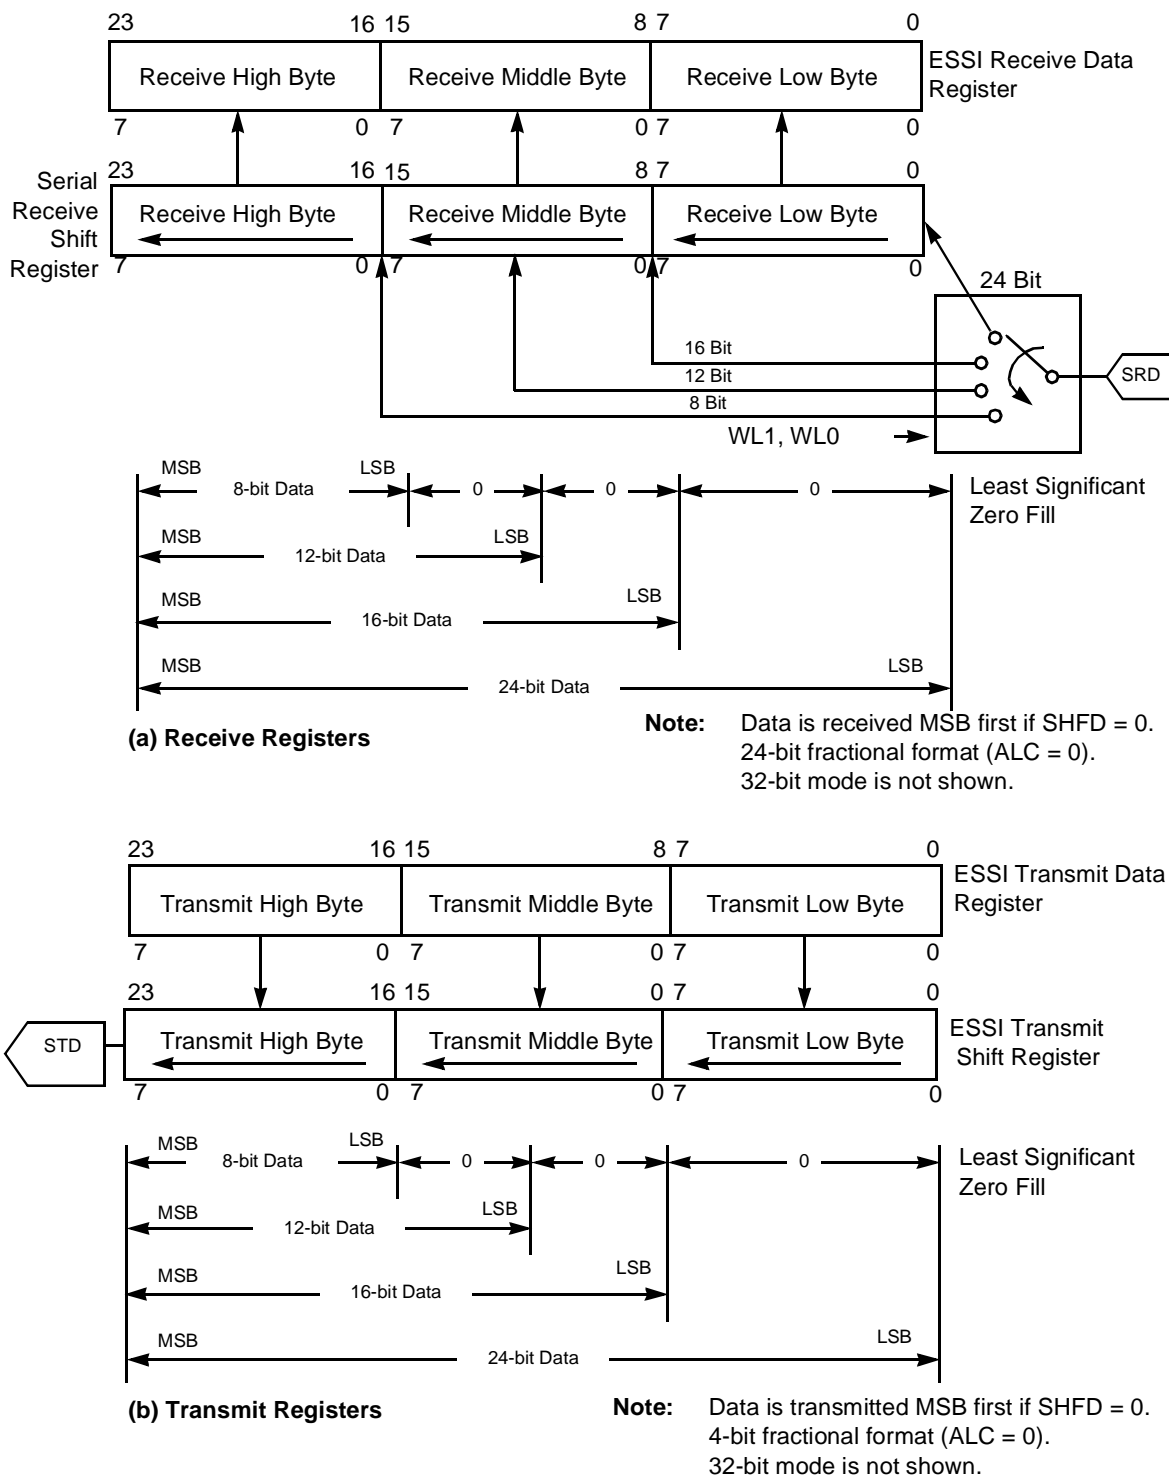 23 16 15 8 7 0
Receive High Byte Receive Middle Byte Receive Low Byte
ESSI Receive Data
Register
7 0 7 0 7 0
23 16 15 8 7 0
Serial
Receive
Shift
Register
Receive High Byte Receive Middle Byte Receive Low Byte
7 0 7 0 7 0
24 Bit
16 Bit
12 Bit
8 Bit
SRD
WL1, WL0
MSB LSB
8-bit Data 0 0 0
Least Significant
Zero Fill
MSB LSB
12-bit Data
MSB LSB
16-bit Data
MSB LSB
24-bit Data
(a) Receive Registers
Note: Data is received MSB first if SHFD = 0.
24-bit fractional format (ALC = 0).
32-bit mode is not shown.
23 16 15 8 7 0
Transmit High Byte Transmit Middle Byte Transmit Low Byte
ESSI Transmit Data
Register
7 0 7 0 7 0
23 16 15 0 7 0
STD
Transmit High Byte Transmit Middle Byte Transmit Low Byte
ESSI Transmit
Shift Register
7 0 7 0 7 0
MSB LSB
8-bit Data 0 0 0
Least Significant
Zero Fill
MSB LSB
12-bit Data
MSB LSB
16-bit Data
MSB LSB
24-bit Data
(b) Transmit Registers
Note: Data is transmitted MSB first if SHFD = 0.
4-bit fractional format (ALC = 0).
32-bit mode is not shown.